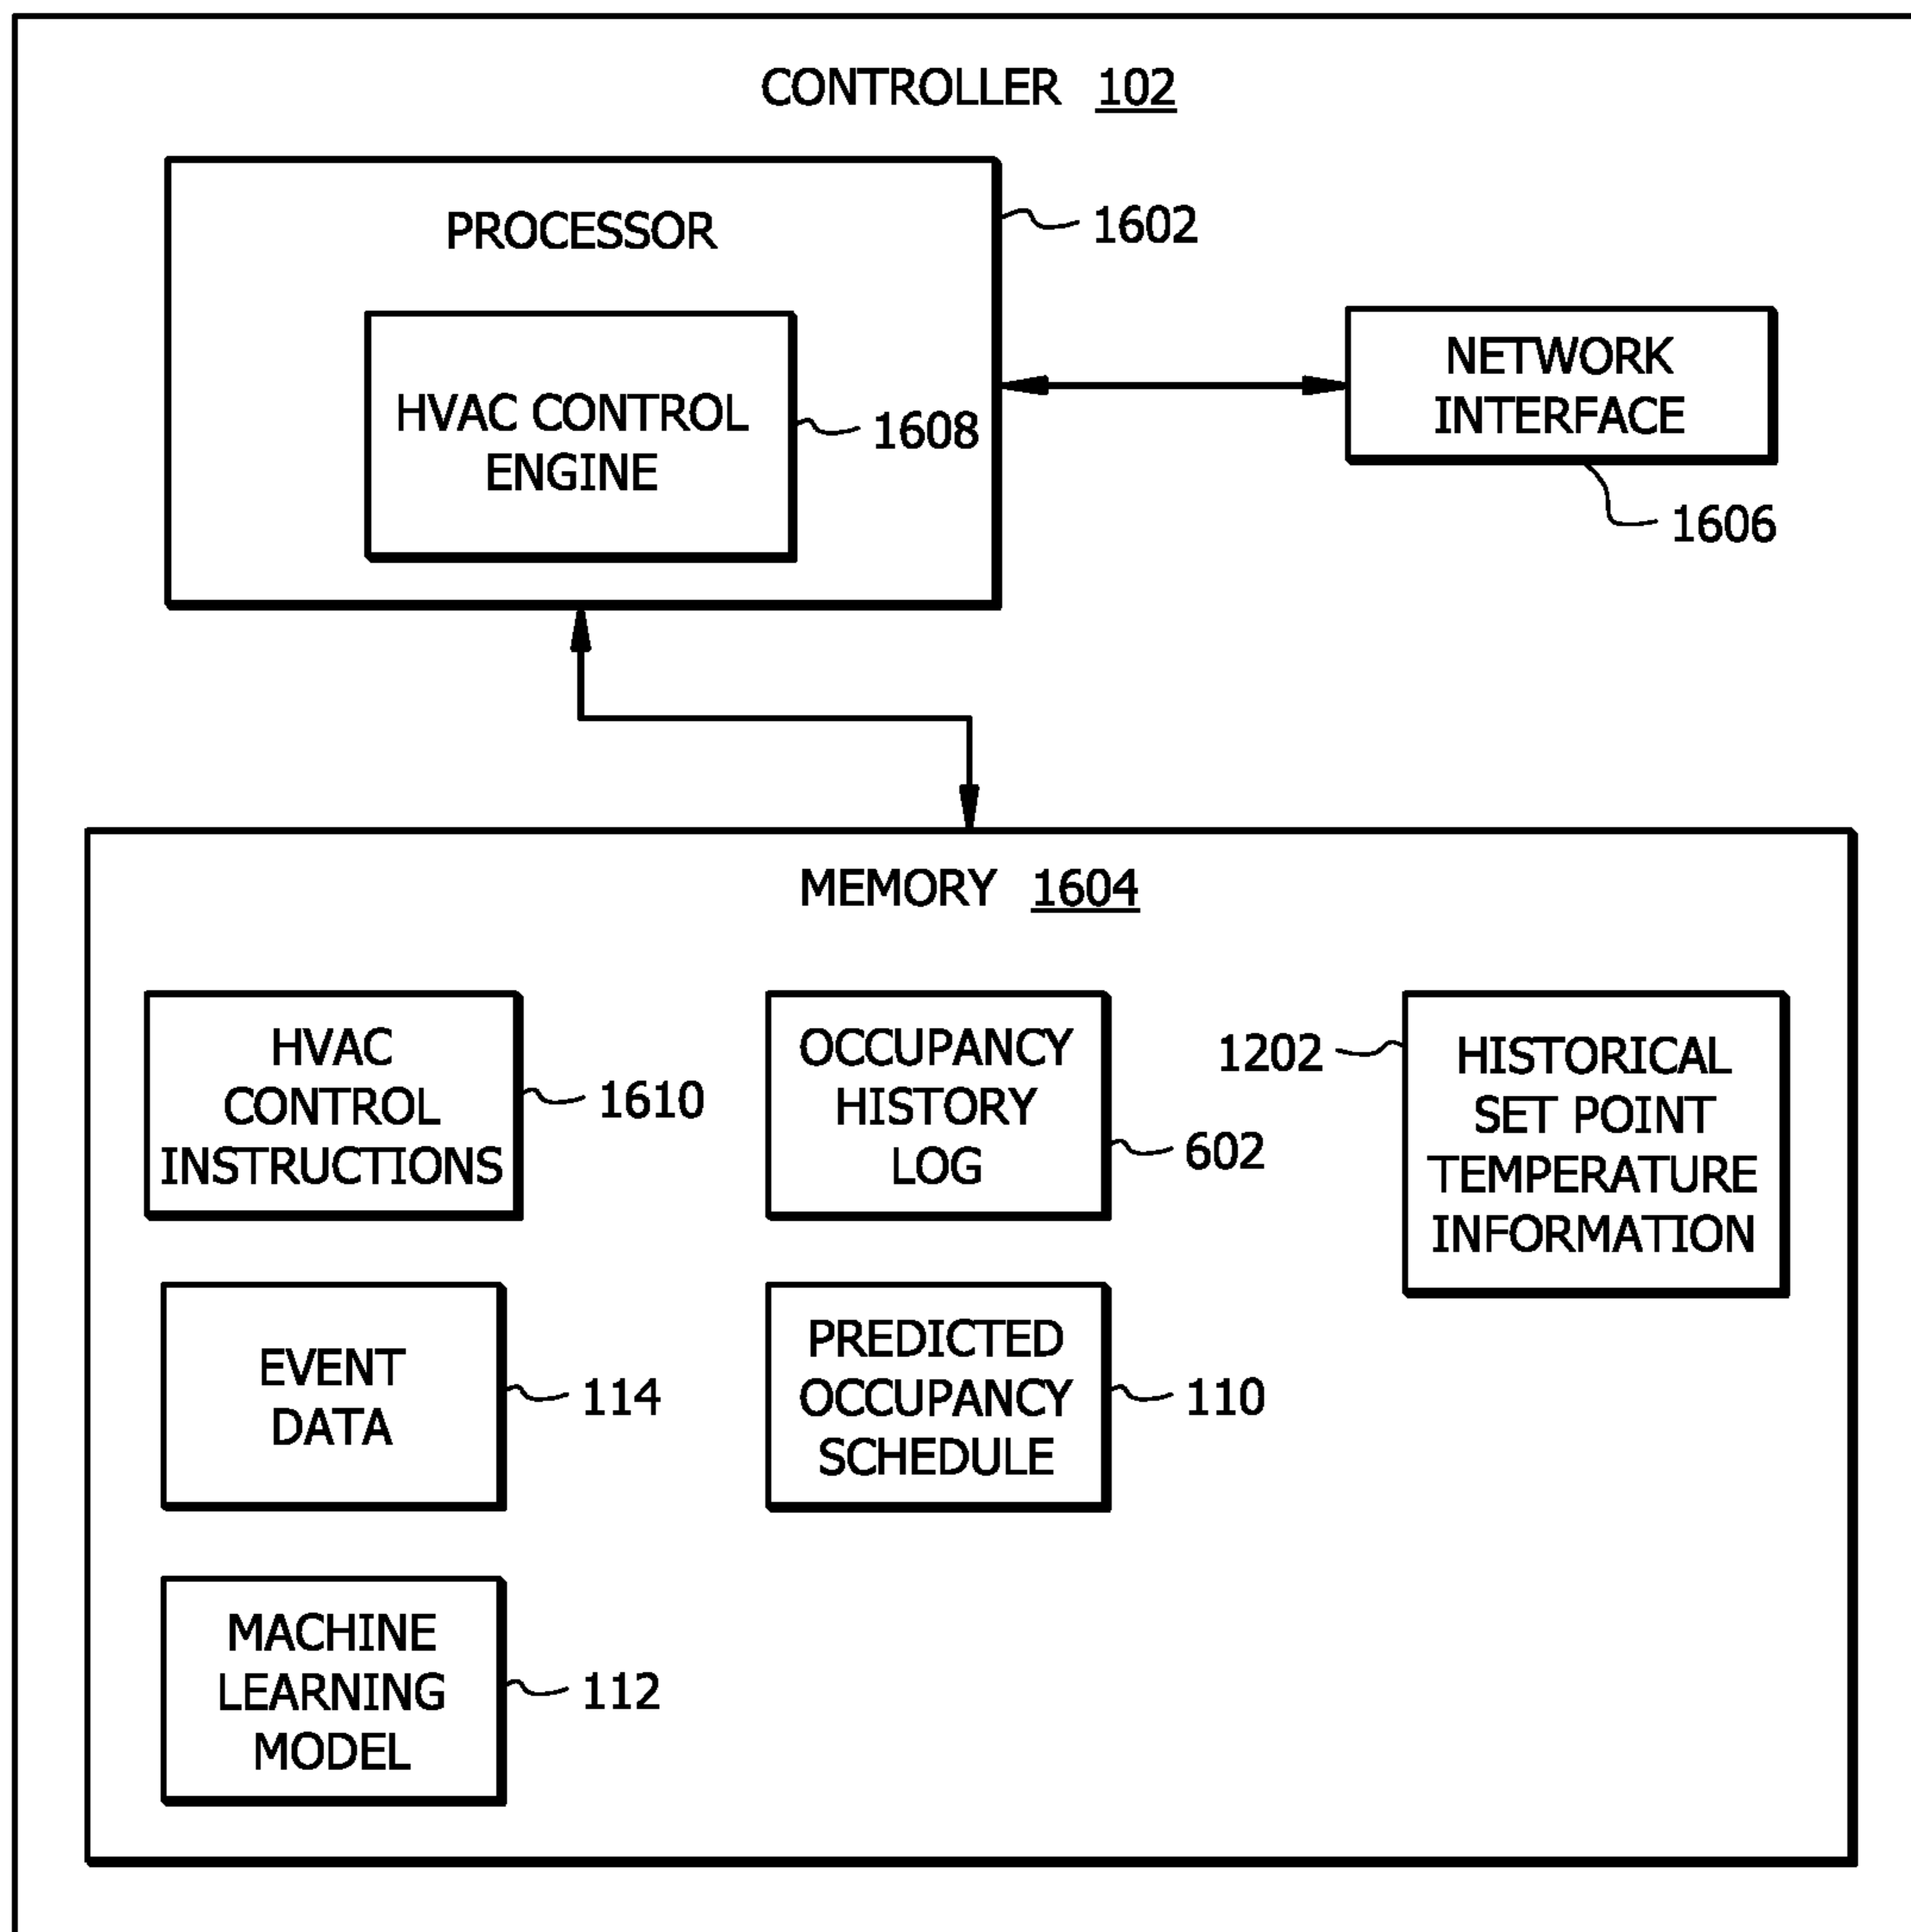 CONTROLLER 102
PROCESSOR
1602
HVAC CONTROL
ENGINE
1608
NETWORK
INTERFACE
1606
MEMORY 1604
HVAC
CONTROL
INSTRUCTIONS
1610
OCCUPANCY
HISTORY
LOG
602
1202
HISTORICAL
SET POINT
TEMPERATURE
INFORMATION
EVENT
DATA
114
PREDICTED
OCCUPANCY
SCHEDULE
110
MACHINE
LEARNING
MODEL
112